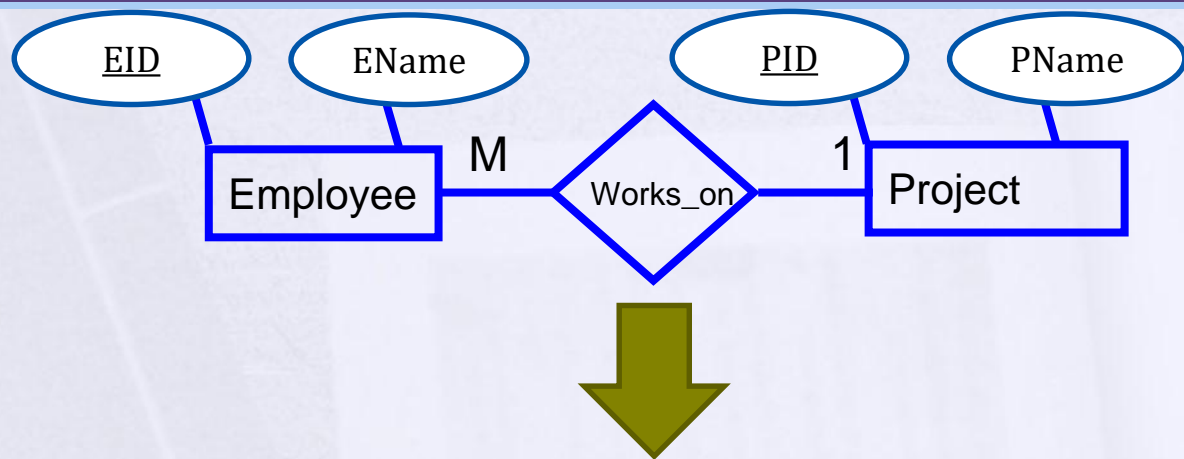 EID
EName
PID
PName
Employee
M
Works_on
1
Project